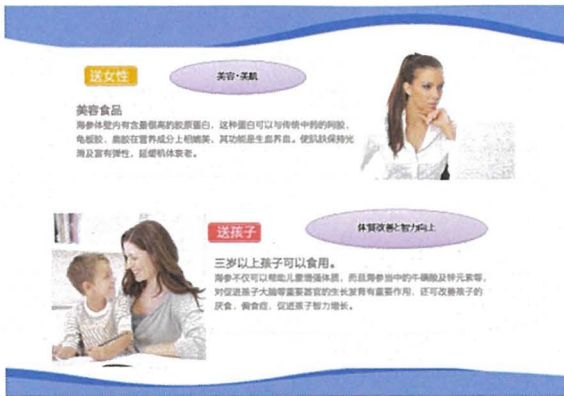 送女性
美容・美肌
美容食品
海参体壁内有含量很高的胶原蛋白，这种蛋白可以与传统中药的阿胶、
龟板胶、鹿胶在营养成分上相媲美，其功能是生血养血。使肌肤保持光
滑及富有弹性，延缓机体衰老。
送孩子
体質改善と智力向上
三岁以上孩子可以食用。
海参不仅可以帮助儿童增强体质，而且海参当中的牛磺酸及锌元素等，
对促进孩子大脑等重要器官的生长发育有重要作用，还可改善孩子的
厌食、偏食症，促进孩子智力增长。